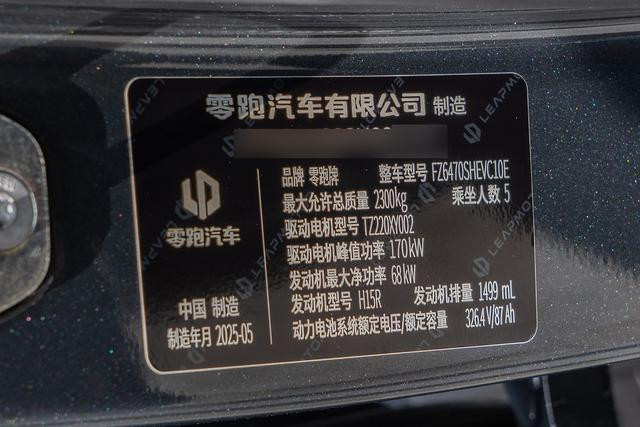 零跑汽车有限公司 制造
品牌 零跑牌 整车型号 FZ6470SHEVC10E
最大允许总质量 2300kg 乘坐人数 5
驱动电机型号 TZ220XY002
驱动电机峰值功率 170kW
发动机最大净功率 68kW
发动机型号 H15R 发动机排量 1499 mL
动力电池系统额定电压/额定容量 326.4V/87Ah
零跑汽车
中国 制造
制造年月 2025-05
LEAPMOTOR